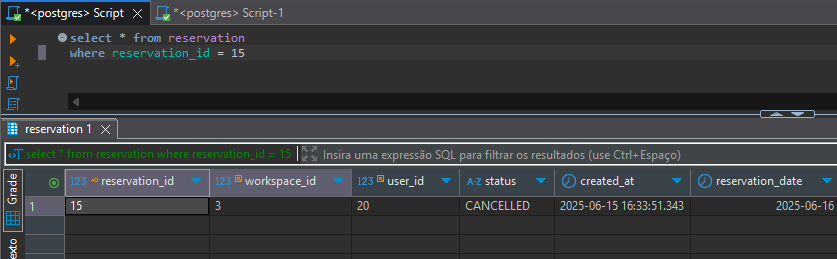 *<postgres> Script
*<postgres> Script-1
select * from reservation
where reservation_id = 15
reservation 1
select * from reservation where reservation_id = 15
Insira uma expressão SQL para filtrar os resultados (use Ctrl+Espaço)
Grade
123 reservation_id 123 workspace_id 123 user_id A-Z status created_at reservation_date
1 15 3 20 CANCELLED 2025-06-15 16:33:51.343 2025-06-16